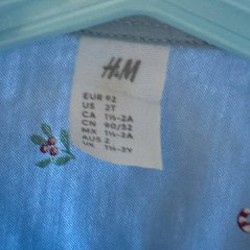 H&M
EUR 92
US 2T
CA 1½-2A
CN 90/52
MX 1½-2A
AUS 2
UK 1½-2Y